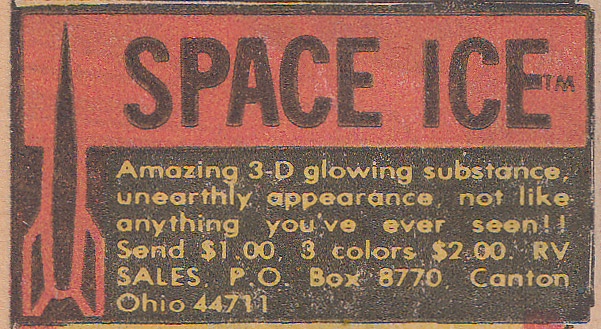 SPACE ICE™
Amazing 3-D glowing substance,
unearthly appearance, not like
anything you've ever seen!!
Send $1.00, 3 colors $2.00. RV
SALES, P.O. Box 8770, Canton
Ohio 44711